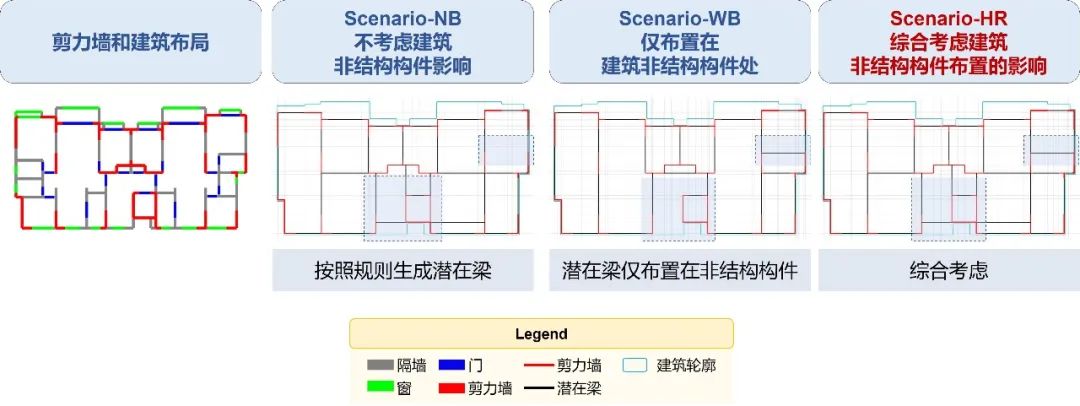 剪力墙和建筑布局
Scenario-NB
不考虑建筑
非结构构件影响
Scenario-WB
仅布置在
建筑非结构构件处
Scenario-HR
综合考虑建筑
非结构构件布置的影响
按照规则生成潜在梁
潜在梁仅布置在非结构构件
综合考虑
Legend
隔墙 门 剪力墙 建筑轮廓
窗 剪力墙 潜在梁